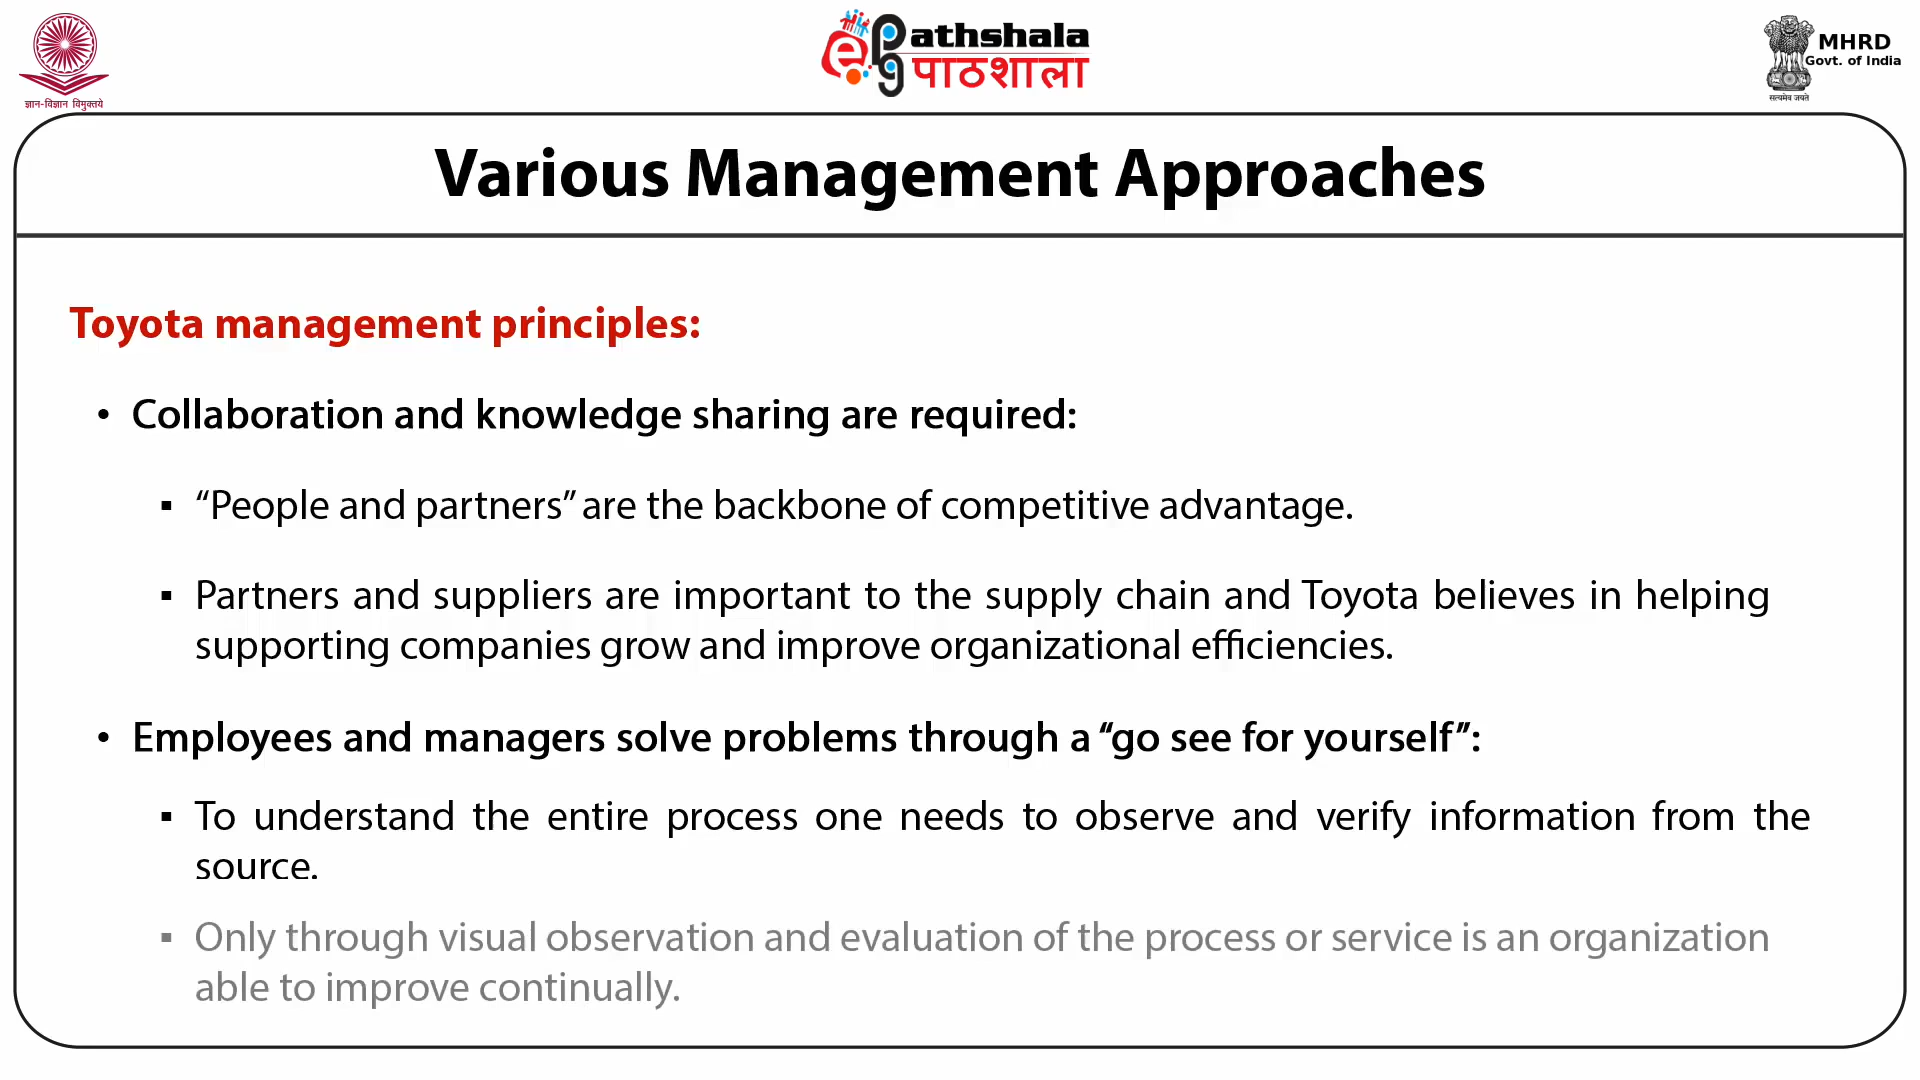 ज्ञान-विज्ञान विमुक्तये
ePathshala
पाठशाला
MHRD
Govt. of India
सत्यमेव जयते
Various Management Approaches
Toyota management principles:
• Collaboration and knowledge sharing are required:
▪ “People and partners” are the backbone of competitive advantage.
▪ Partners and suppliers are important to the supply chain and Toyota believes in helping
supporting companies grow and improve organizational efficiencies.
• Employees and managers solve problems through a “go see for yourself”:
▪ To understand the entire process one needs to observe and verify information from the
source.
▪ Only through visual observation and evaluation of the process or service is an organization
able to improve continually.